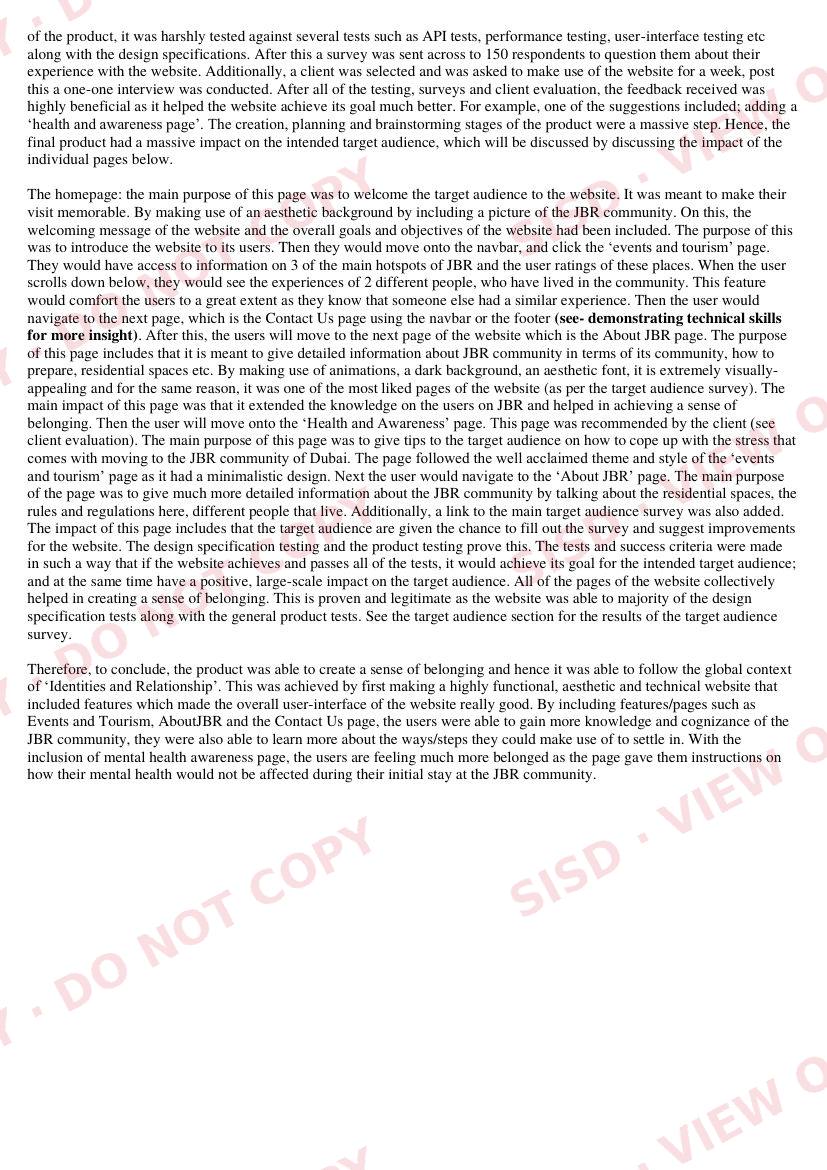 of the product, it was harshly tested against several tests such as API tests, performance testing, user-interface testing etc
along with the design specifications. After this a survey was sent across to 150 respondents to question them about their
experience with the website. Additionally, a client was selected and was asked to make use of the website for a week, post
this a one-one interview was conducted. After all of the testing, surveys and client evaluation, the feedback received was
highly beneficial as it helped the website achieve its goal much better. For example, one of the suggestions included; adding a
‘health and awareness page’. The creation, planning and brainstorming stages of the product were a massive step. Hence, the
final product had a massive impact on the intended target audience, which will be discussed by discussing the impact of the
individual pages below.

The homepage: the main purpose of this page was to welcome the target audience to the website. It was meant to make their
visit memorable. By making use of an aesthetic background by including a picture of the JBR community. On this, the
welcoming message of the website and the overall goals and objectives of the website had been included. The purpose of this
was to introduce the website to its users. Then they would move onto the navbar, and click the ‘events and tourism’ page.
They would have access to information on 3 of the main hotspots of JBR and the user ratings of these places. When the user
scrolls down below, they would see the experiences of 2 different people, who have lived in the community. This feature
would comfort the users to a great extent as they know that someone else had a similar experience. Then the user would
navigate to the next page, which is the Contact Us page using the navbar or the footer (see- demonstrating technical skills
for more insight). After this, the users will move to the next page of the website which is the About JBR page. The purpose
of this page includes that it is meant to give detailed information about JBR community in terms of its community, how to
prepare, residential spaces etc. By making use of animations, a dark background, an aesthetic font, it is extremely visually-
appealing and for the same reason, it was one of the most liked pages of the website (as per the target audience survey). The
main impact of this page was that it extended the knowledge on the users on JBR and helped in achieving a sense of
belonging. Then the user will move onto the ‘Health and Awareness’ page. This page was recommended by the client (see
client evaluation). The main purpose of this page was to give tips to the target audience on how to cope up with the stress that
comes with moving to the JBR community of Dubai. The page followed the well acclaimed theme and style of the ‘events
and tourism’ page as it had a minimalistic design. Next the user would navigate to the ‘About JBR’ page. The main purpose
of the page was to give much more detailed information about the JBR community by talking about the residential spaces, the
rules and regulations here, different people that live. Additionally, a link to the main target audience survey was also added.
The impact of this page includes that the target audience are given the chance to fill out the survey and suggest improvements
for the website. The design specification testing and the product testing prove this. The tests and success criteria were made
in such a way that if the website achieves and passes all of the tests, it would achieve its goal for the intended target audience;
and at the same time have a positive, large-scale impact on the target audience. All of the pages of the website collectively
helped in creating a sense of belonging. This is proven and legitimate as the website was able to majority of the design
specification tests along with the general product tests. See the target audience section for the results of the target audience
survey.

Therefore, to conclude, the product was able to create a sense of belonging and hence it was able to follow the global context
of ‘Identities and Relationship’. This was achieved by first making a highly functional, aesthetic and technical website that
included features which made the overall user-interface of the website really good. By including features/pages such as
Events and Tourism, AboutJBR and the Contact Us page, the users were able to gain more knowledge and cognizance of the
JBR community, they were also able to learn more about the ways/steps they could make use of to settle in. With the
inclusion of mental health awareness page, the users are feeling much more belonged as the page gave them instructions on
how their mental health would not be affected during their initial stay at the JBR community.
DO NOT COPY
SISD · VIEW O
DO NOT COPY
SISD · VIEW O
Y · DO NOT COPY
SISD · VIEW O
VIEW O